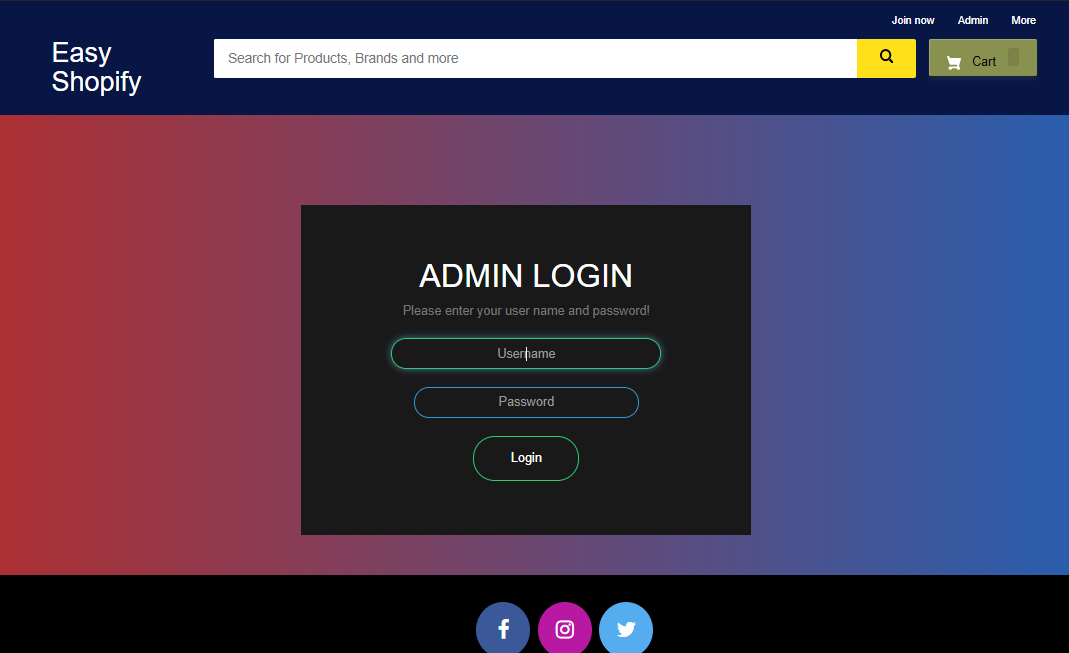 Join now Admin More
Easy
Shopify
Search for Products, Brands and more
Cart
ADMIN LOGIN
Please enter your user name and password!
Username
Password
Login